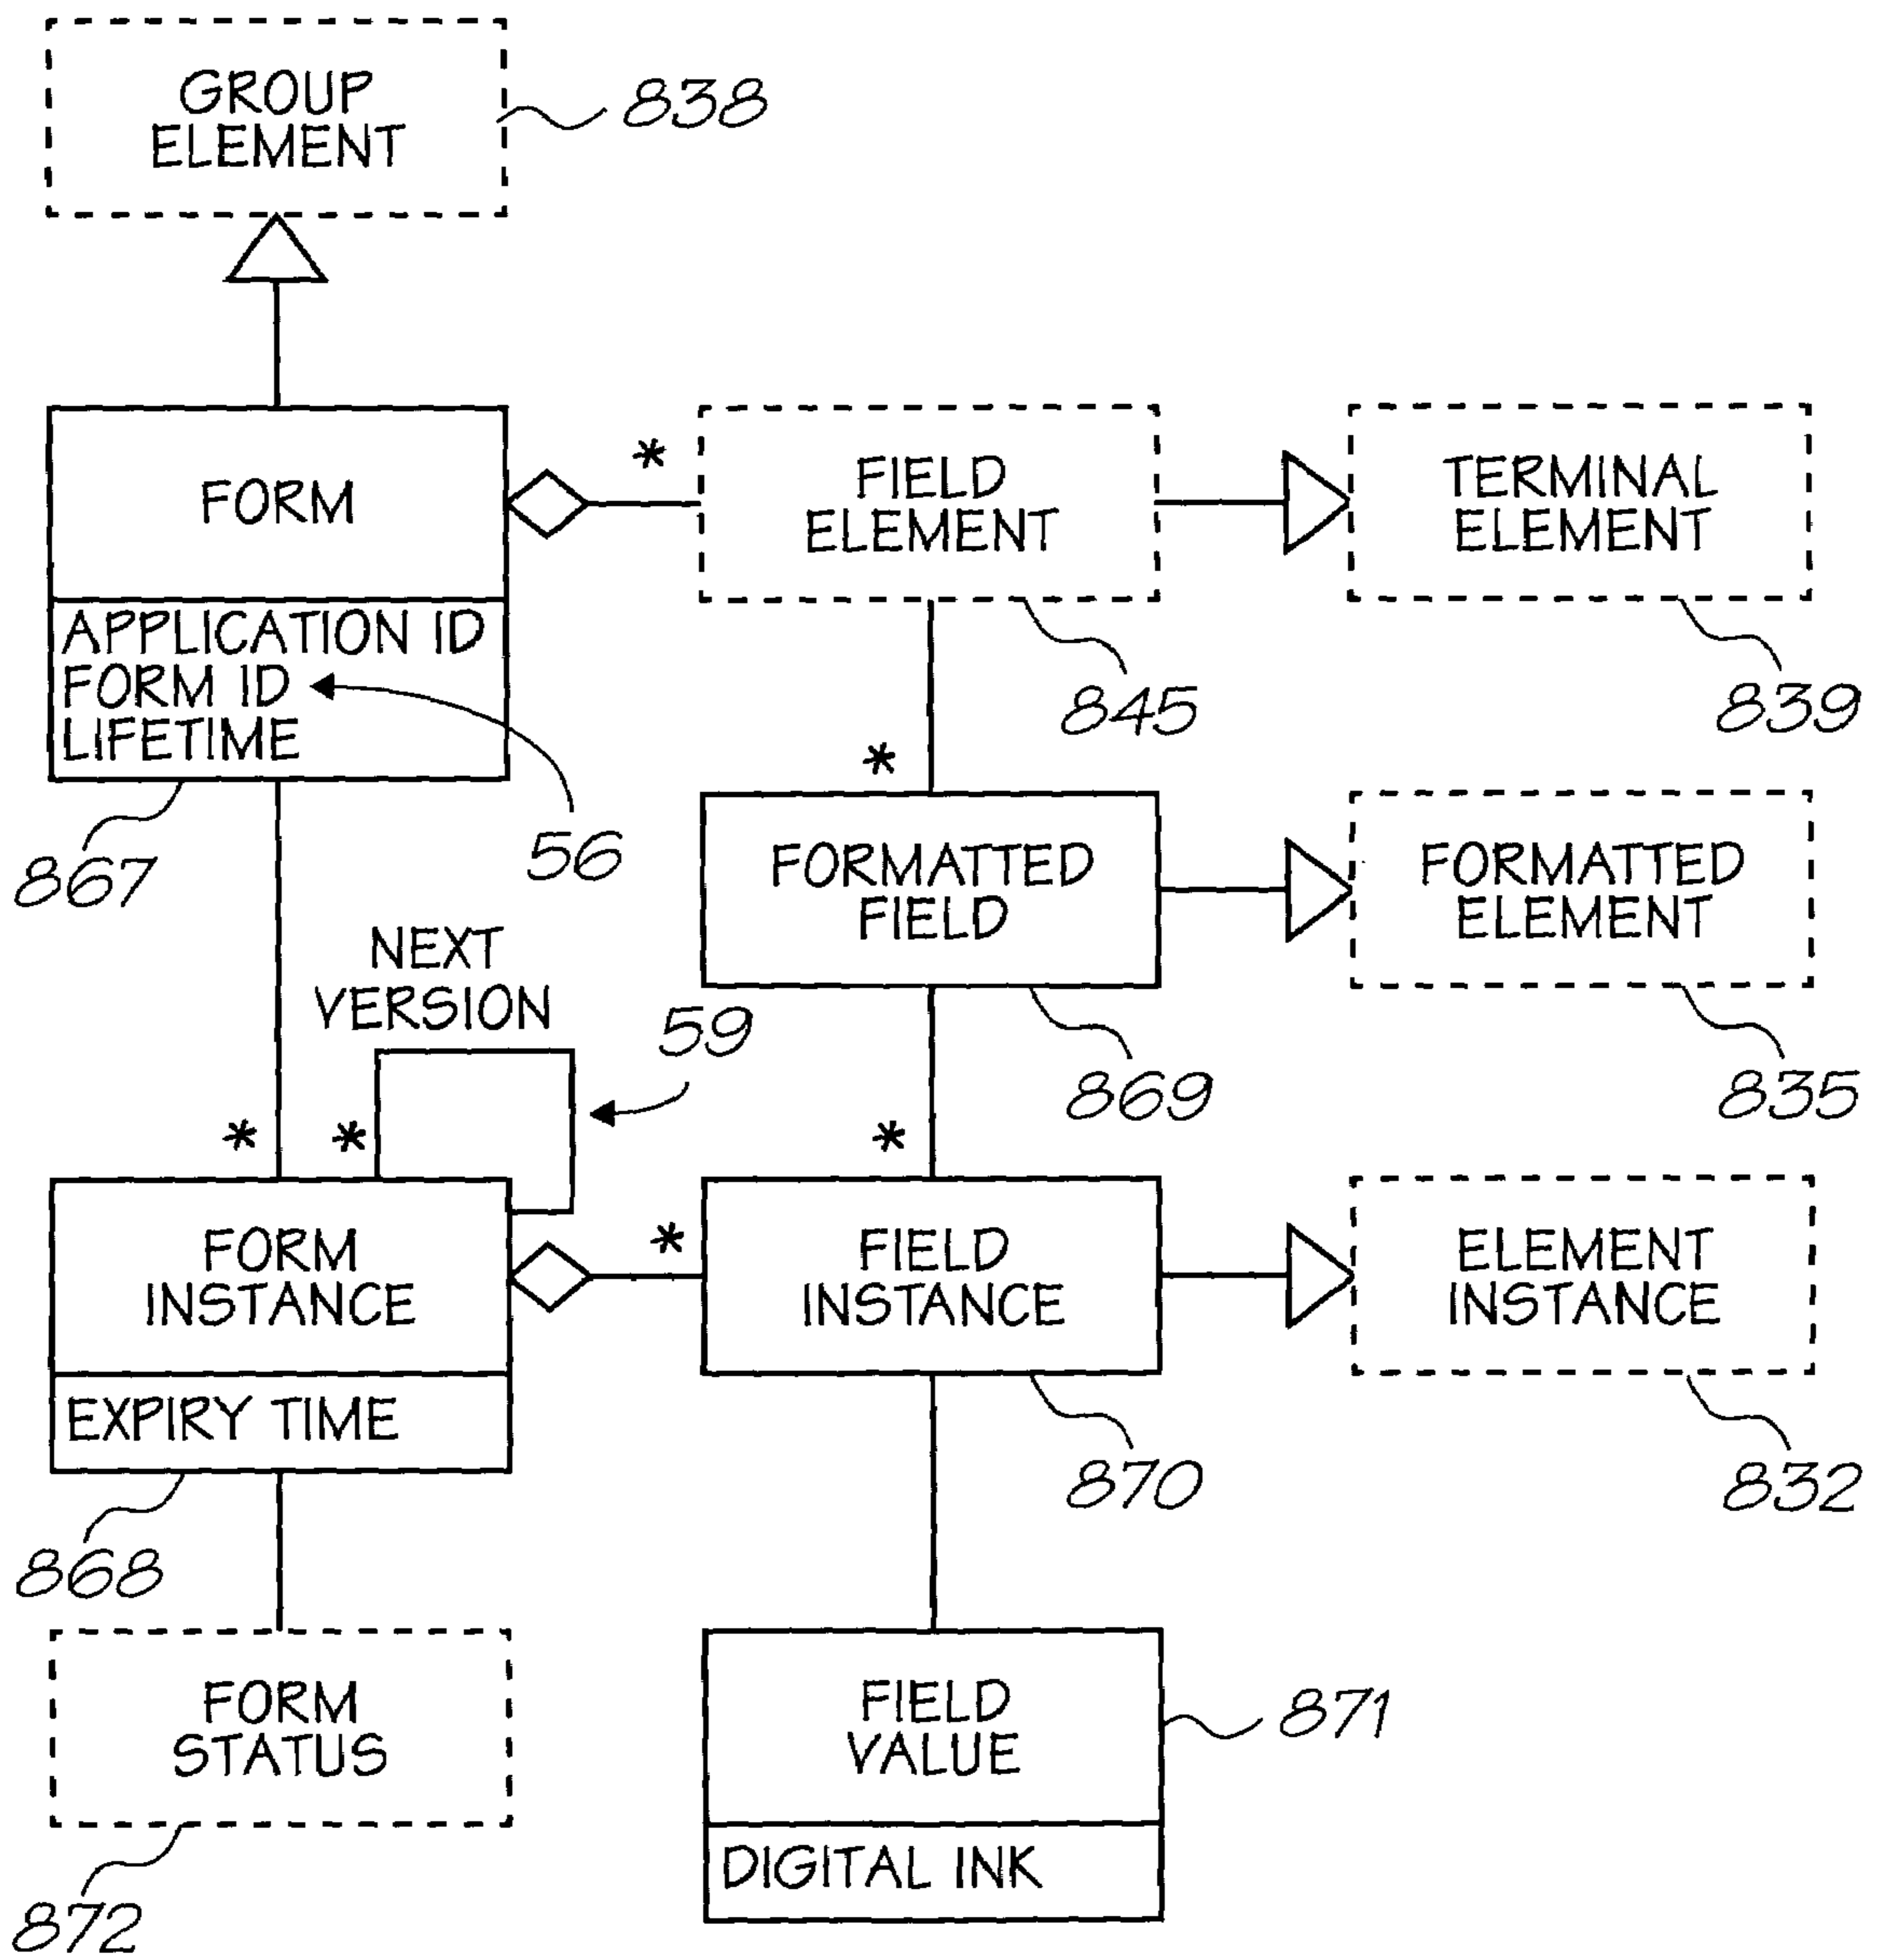 GROUP
ELEMENT
838
FORM
*
FIELD
ELEMENT
TERMINAL
ELEMENT
APPLICATION ID
FORM ID
LIFETIME
845
839
*
867
56
FORMATTED
FIELD
FORMATTED
ELEMENT
NEXT
VERSION
59
869
835
*
*
*
FORM
INSTANCE
*
FIELD
INSTANCE
ELEMENT
INSTANCE
EXPIRY TIME
870
832
868
FORM
STATUS
FIELD
VALUE
871
DIGITAL INK
872